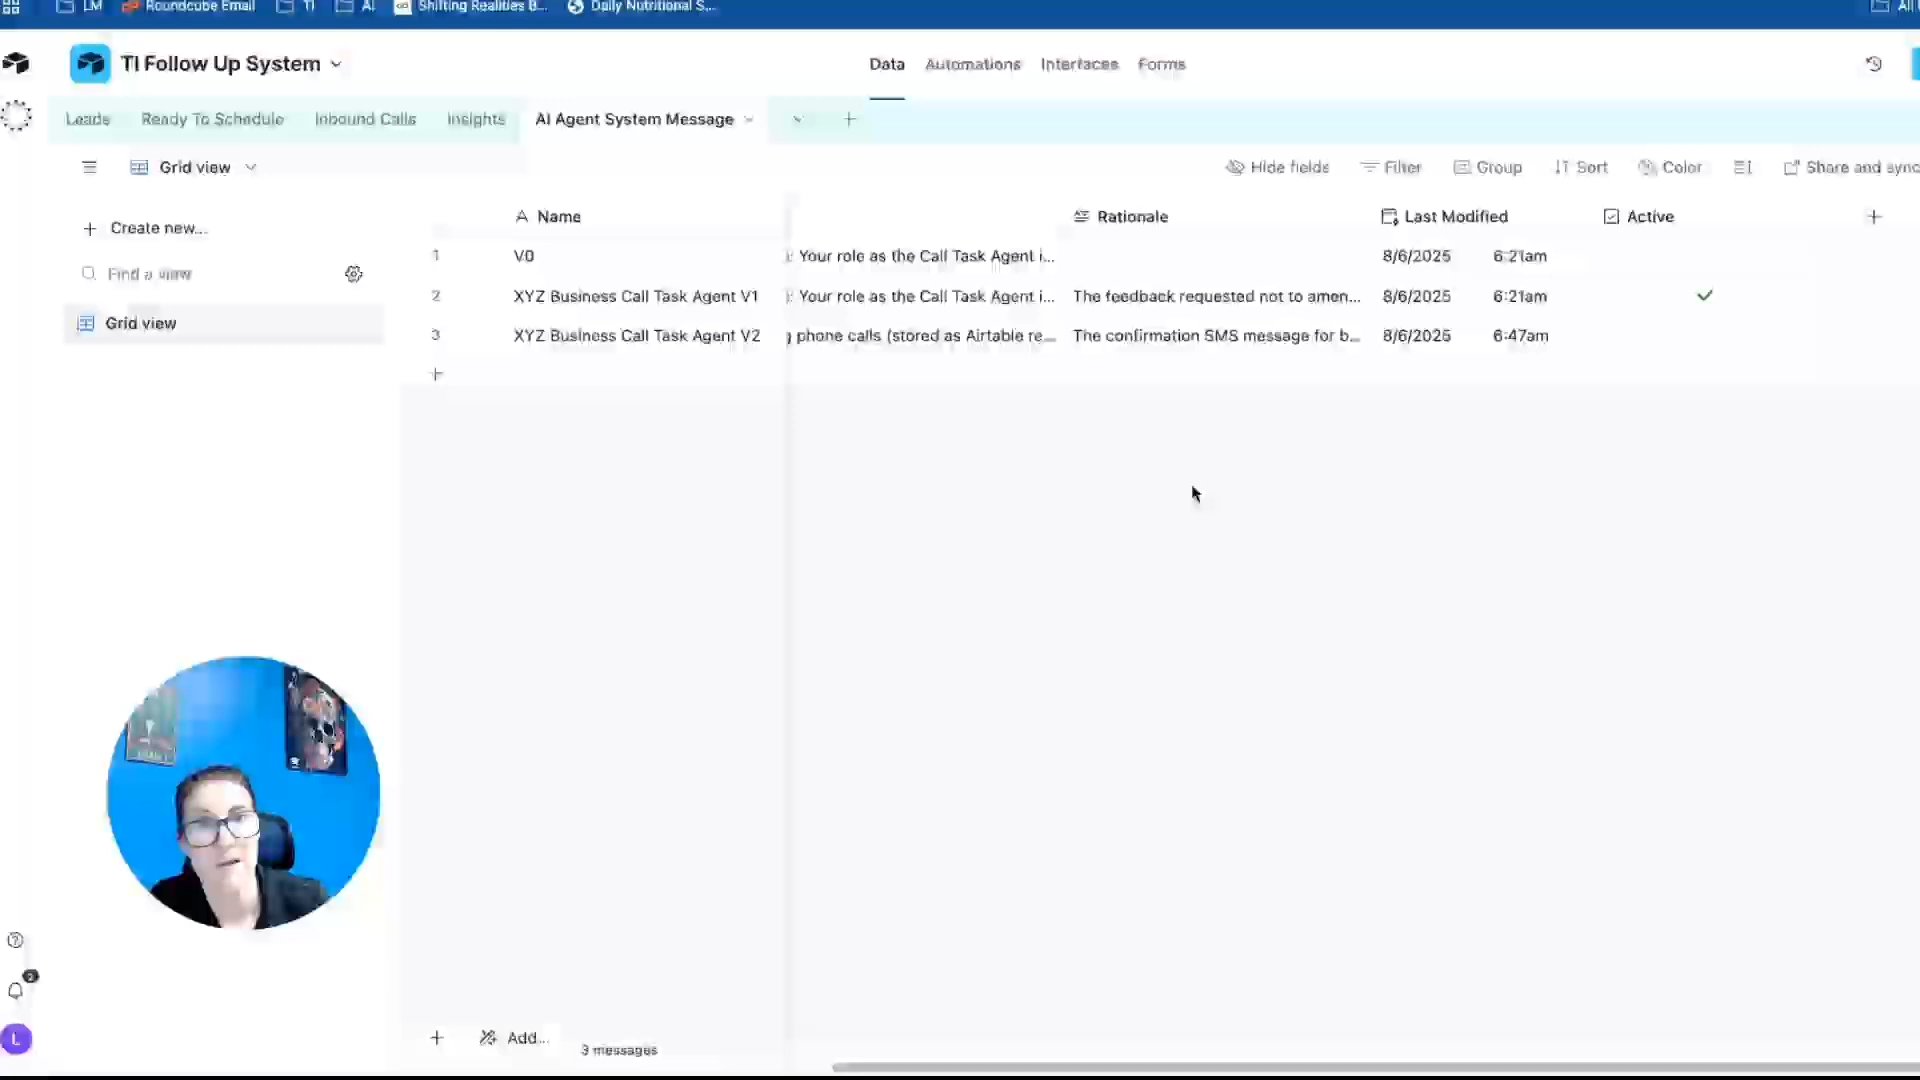 LM Roundcube Email TI AI Shifting Realities B... Daily Nutritional S...
TI Follow Up System
Data Automations Interfaces Forms
Leads Ready To Schedule Inbound Calls Insights AI Agent System Message
Grid view
Hide fields Filter Group Sort Color Share and sync
Create new...
Find a view
Grid view
Name Rationale Last Modified Active
1 V0 : Your role as the Call Task Agent i... 8/6/2025 6:21am
2 XYZ Business Call Task Agent V1 : Your role as the Call Task Agent i... The feedback requested not to amen... 8/6/2025 6:21am
3 XYZ Business Call Task Agent V2 g phone calls (stored as Airtable re... The confirmation SMS message for b... 8/6/2025 6:47am
Add...
3 messages
L